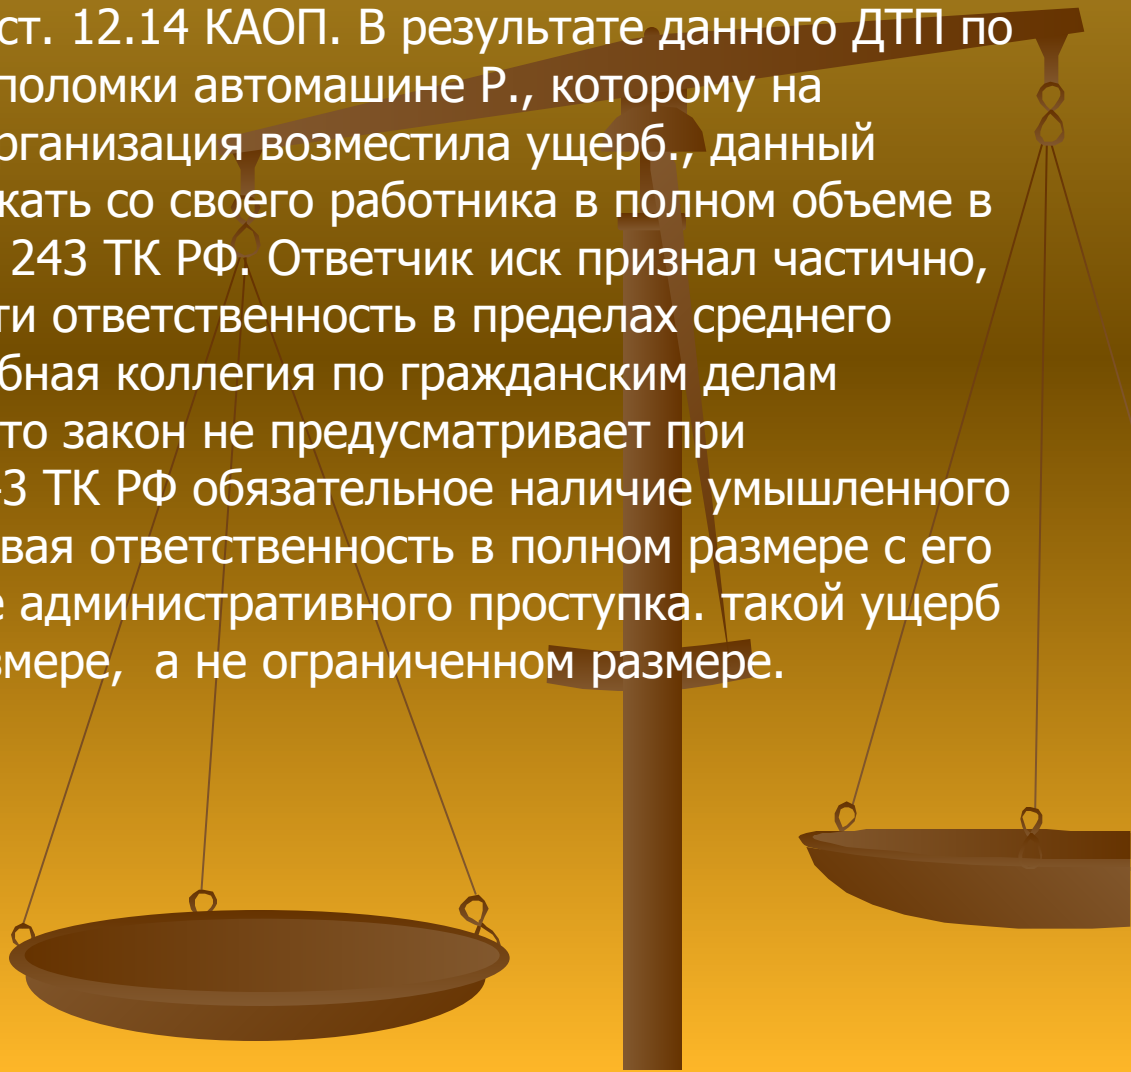 ст. 12.14 КАОП. В результате данного ДТП по
поломки автомашине Р., которому на
рганизация возместила ущерб., данный
кать со своего работника в полном объеме в
243 ТК РФ. Ответчик иск признал частично,
ти ответственность в пределах среднего
бная коллегия по гражданским делам
то закон не предусматривает при
3 ТК РФ обязательное наличие умышленного
вая ответственность в полном размере с его
е административного проступка. такой ущерб
змере, а не ограниченном размере.